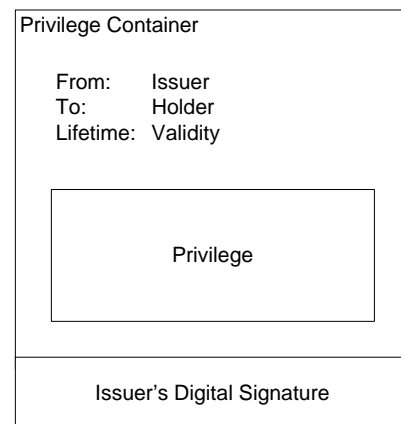 Privilege Container
From: Issuer
To: Holder
Lifetime: Validity
Privilege
Issuer's Digital Signature